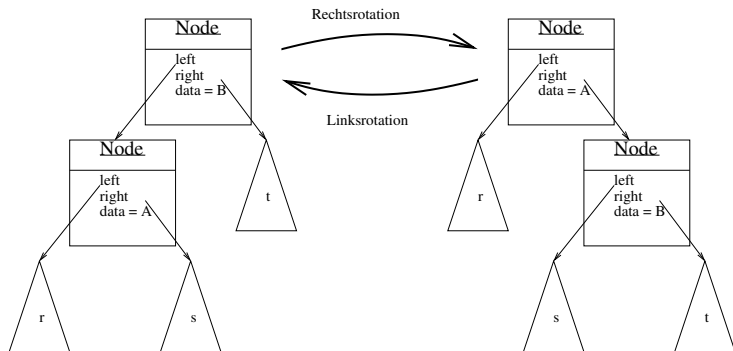 Rechtsrotation
Node
left
right
data = B
Node
left
right
data = A
Linksrotation
Node
left
right
data = A
t
r
Node
left
right
data = B
r
s
s
t